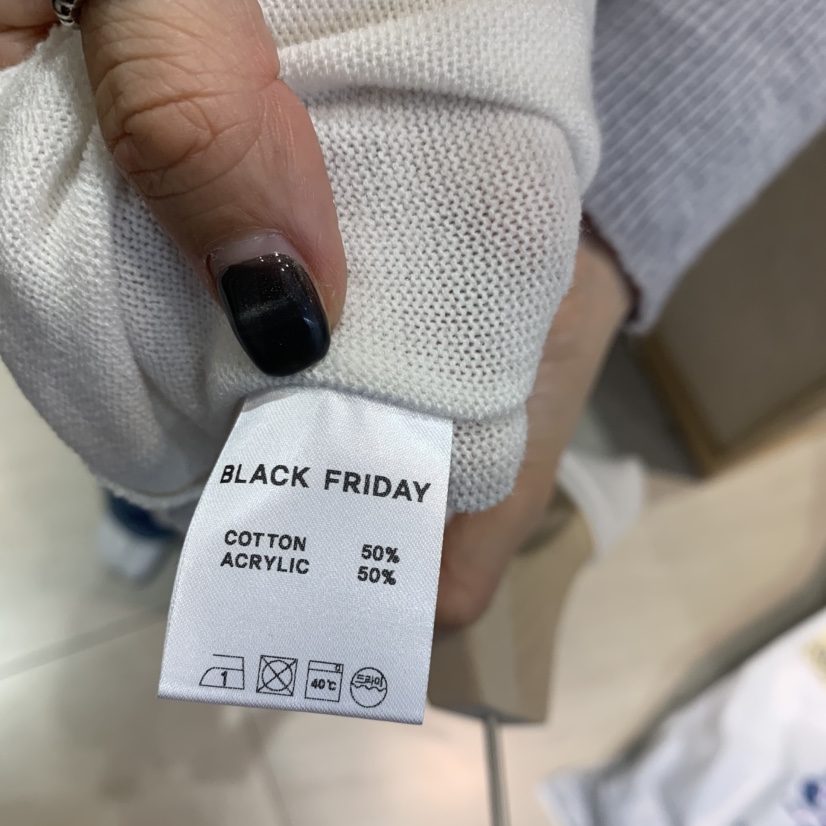 BLACK FRIDAY
COTTON 50%
ACRYLIC 50%
1 40℃ 드라이